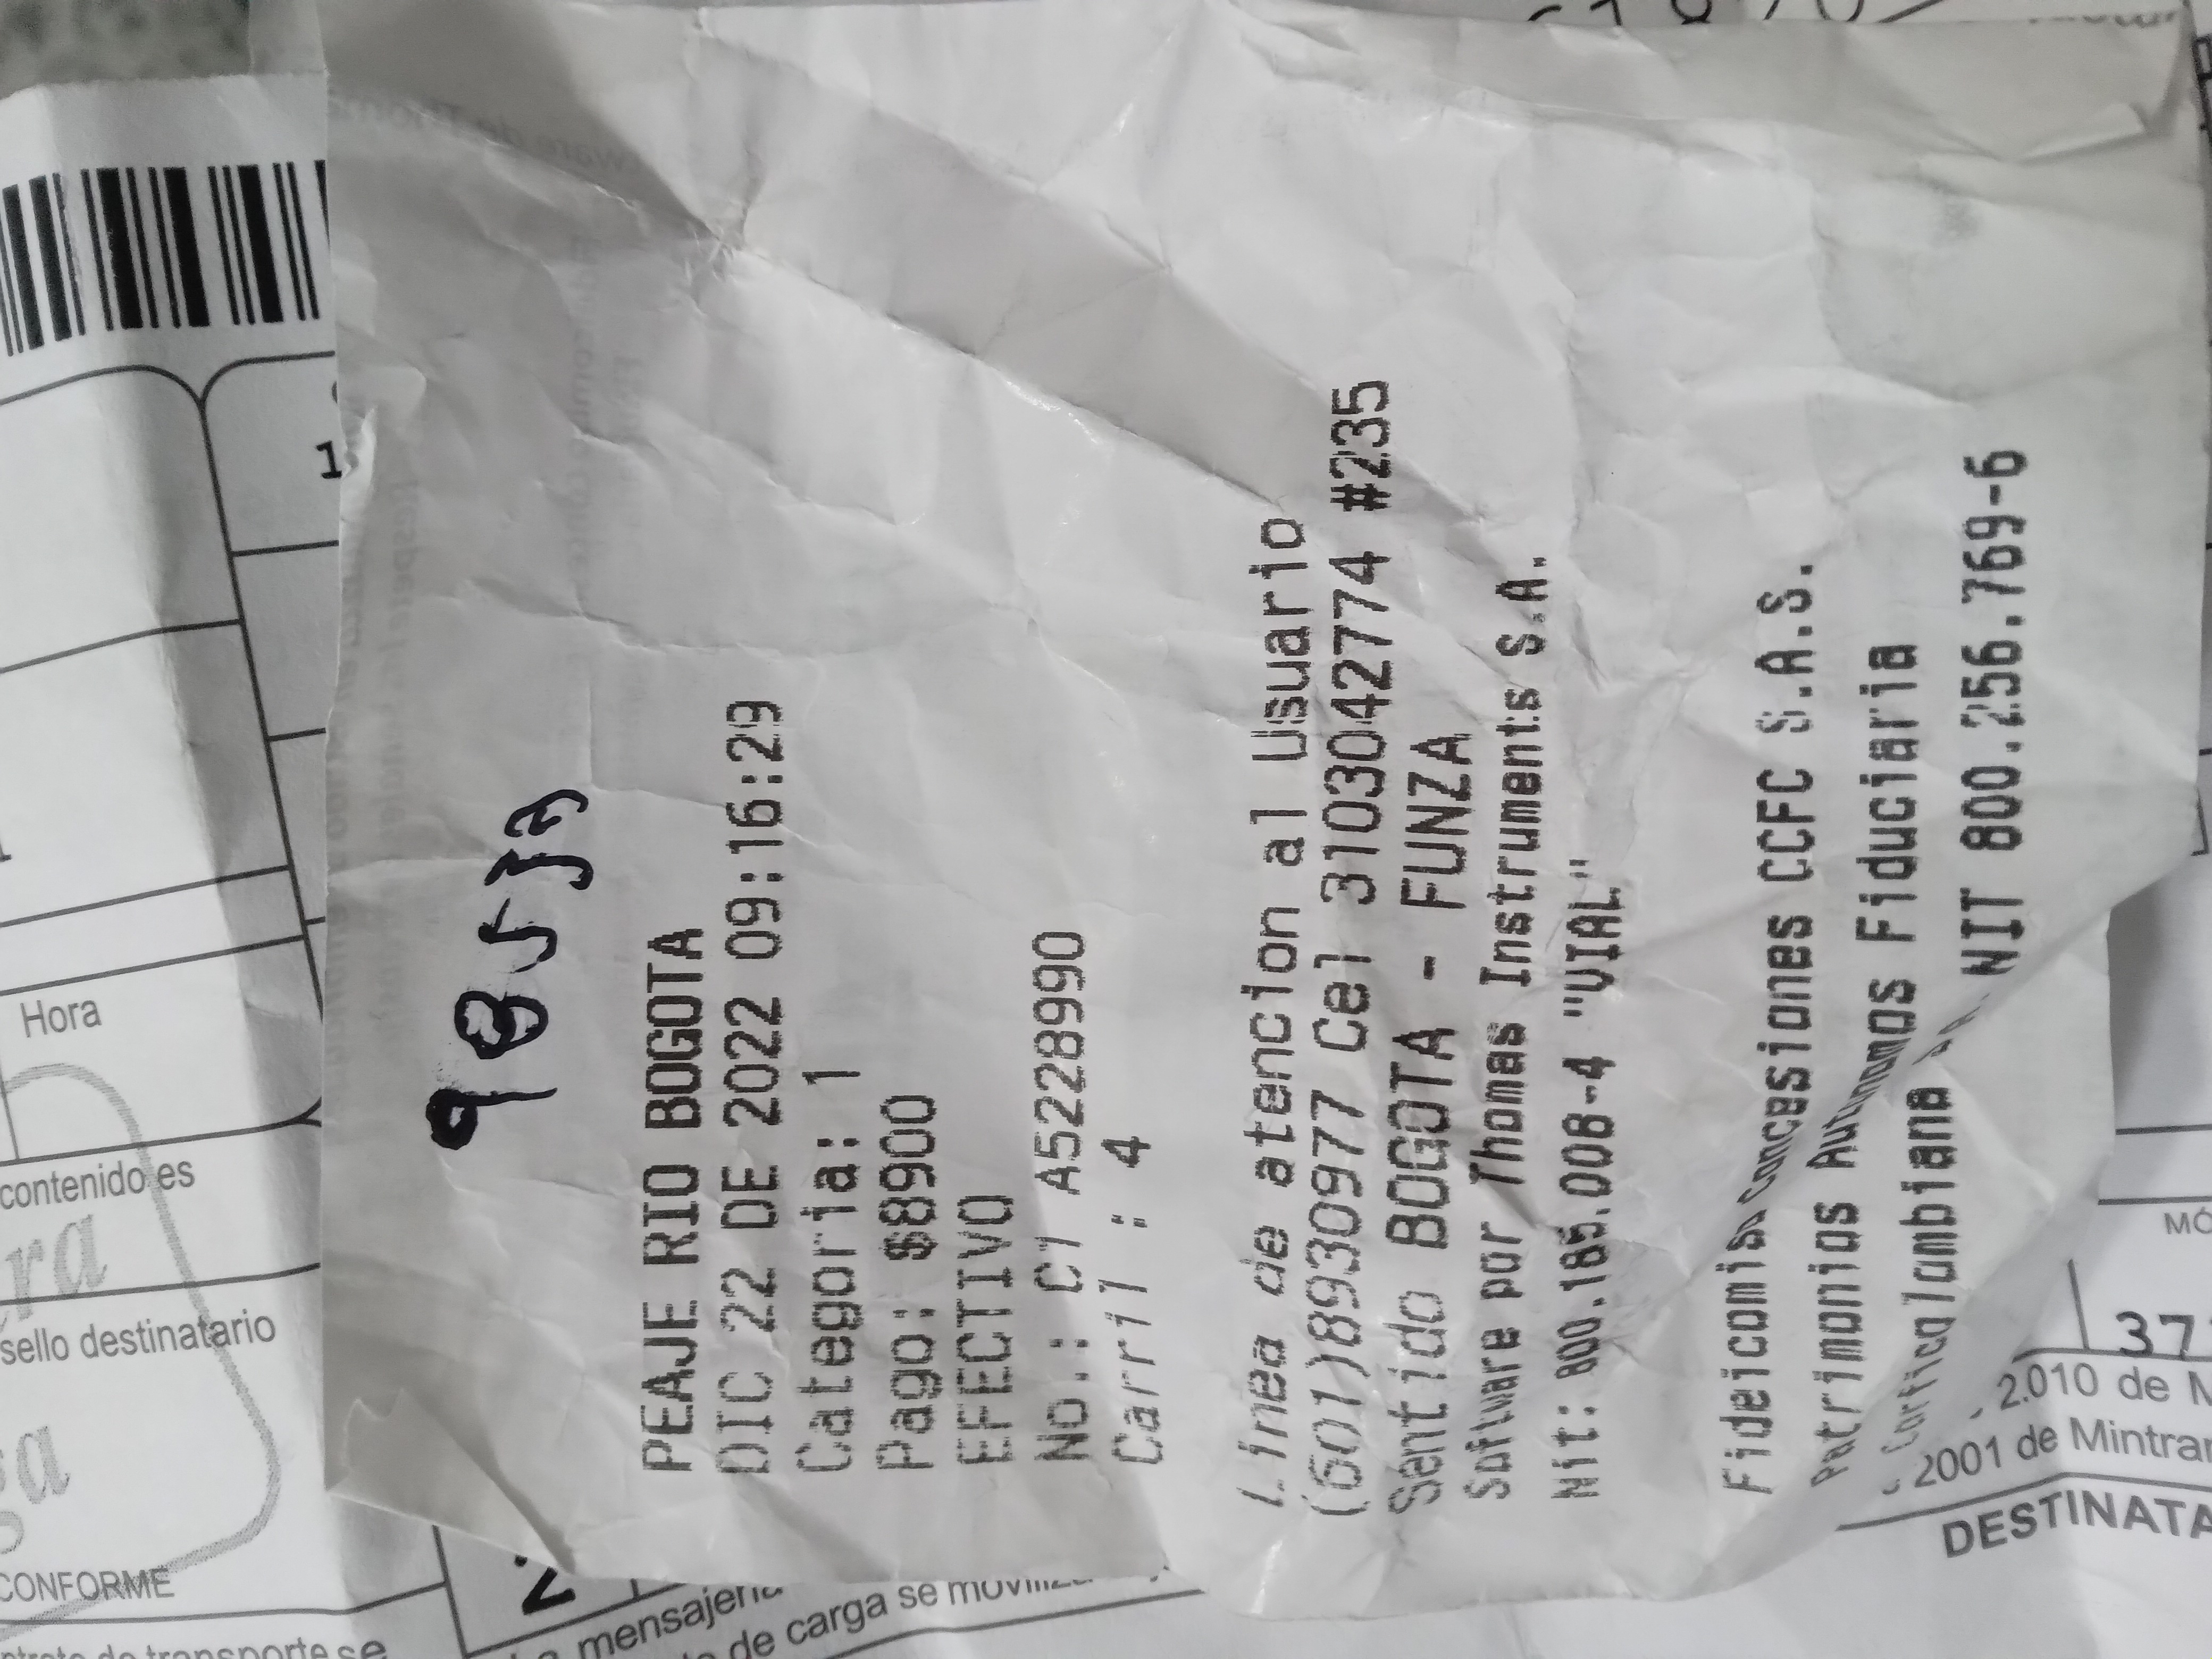 PEAJE RIO BOGOTA
DIC 22 DE 2022 09:16:29
Categoria: 1
Pago: $8900
EFECTIVO
No.: C1 A5228990
Carril : 4
Linea de atencion al Usuario
(601)8930977 Cel 3103042774 #235
Sentido BOGOTA - FUNZA
Software por Thomas Instruments S.A.
Nit: 800.185.008-4 "VIAL"
Fideicomiso Concesiones CCFC S.A.S.
Patrimonios Autonomos Fiduciaria
NIT 800.256.769-6
Hora
contenido es
sello destinatario
CONFORME
mensajería
de carga se
2.010 de
2001 de
DESTINATA
37
1